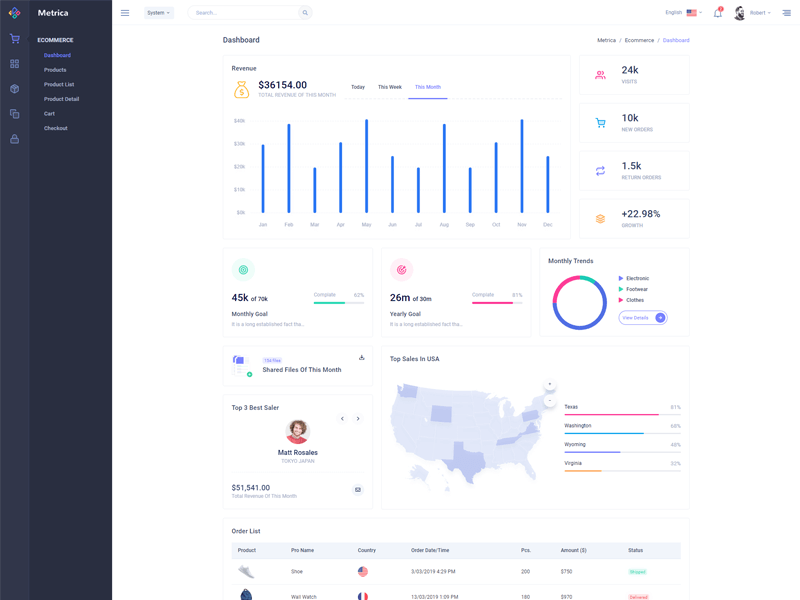 Metrica
System
Search...
English
Robert
ECOMMERCE
Dashboard
Products
Product List
Product Detail
Cart
Checkout
Dashboard
Metrica / Ecommerce / Dashboard
Revenue
$36154.00
TOTAL REVENUE OF THIS MONTH
Today
This Week
This Month
$40k
$30k
$20k
$10k
$0k
Jan Feb Mar Apr May Jun Jul Aug Sep Oct Nov Dec
24k
VISITS
10k
NEW ORDERS
1.5k
RETURN ORDERS
+22.98%
GROWTH
45k of 70k
Complate 62%
Monthly Goal
It is a long established fact tha...
26m of 30m
Complate 81%
Yearly Goal
It is a long established fact tha...
Monthly Trends
Electronic
Footwear
Clothes
View Details
Shared Files Of This Month
Top 3 Best Saler
Matt Rosales
TOKYO, JAPAN
$51,541.00
Total Revenue Of This Month
Top Sales In USA
+
-
Texas 81%
Washington 68%
Wyoming 48%
Virginia 32%
Order List
Product Pro Name Country Order Date/Time Pcs. Amount ($) Status
Shoe 3/03/2019 4:29 PM 200 $750 Shipped
Wall Watch 13/03/2019 1:09 PM 180 $970 Delivered